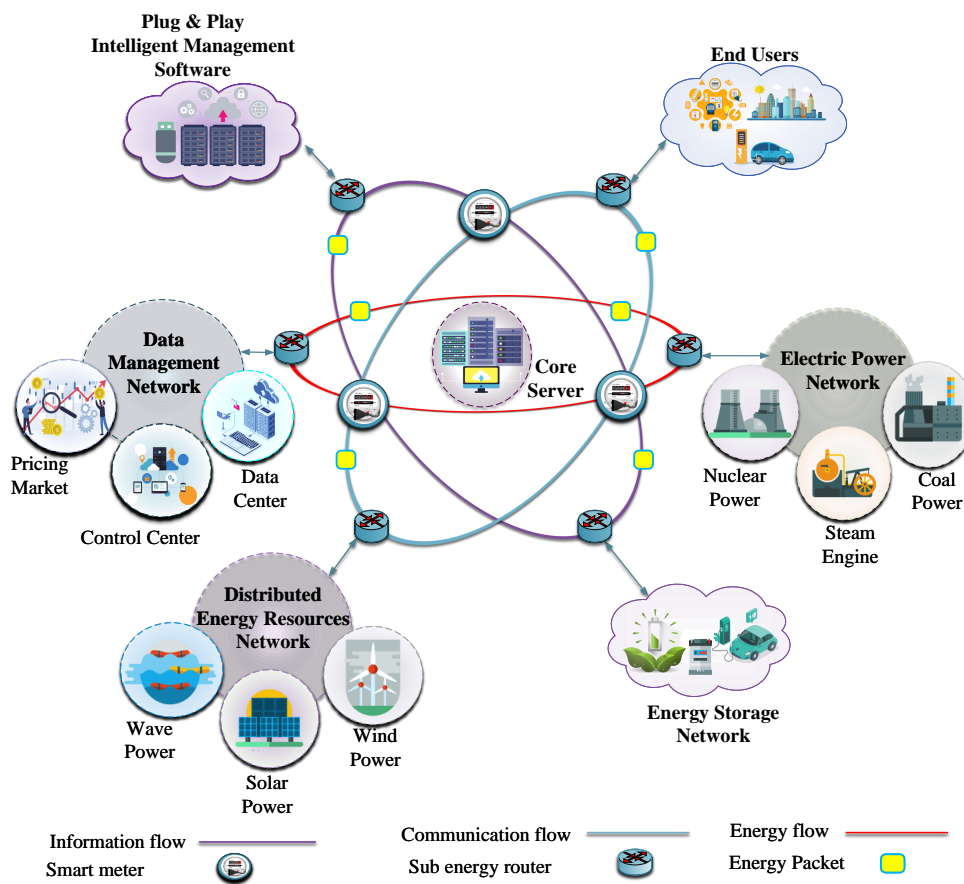 Plug & Play
Intelligent Management
Software
End Users
Data
Management
Network
Core
Server
Electric Power
Network
Pricing
Market
Data
Center
Control Center
Nuclear
Power
Coal
Power
Steam
Engine
Distributed
Energy Resources
Network
Wave
Power
Solar
Power
Wind
Power
Energy Storage
Network
Information flow
Communication flow
Energy flow
Smart meter
Sub energy router
Energy Packet